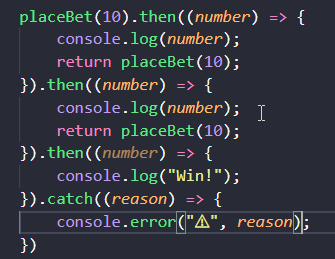 placeBet(10).then((number) => {
    console.log(number);
    return placeBet(10);
}).then((number) => {
    console.log(number);
    return placeBet(10);
}).then((number) => {
    console.log("Win!");
}).catch((reason) => {
    console.error("⚠", reason);
})